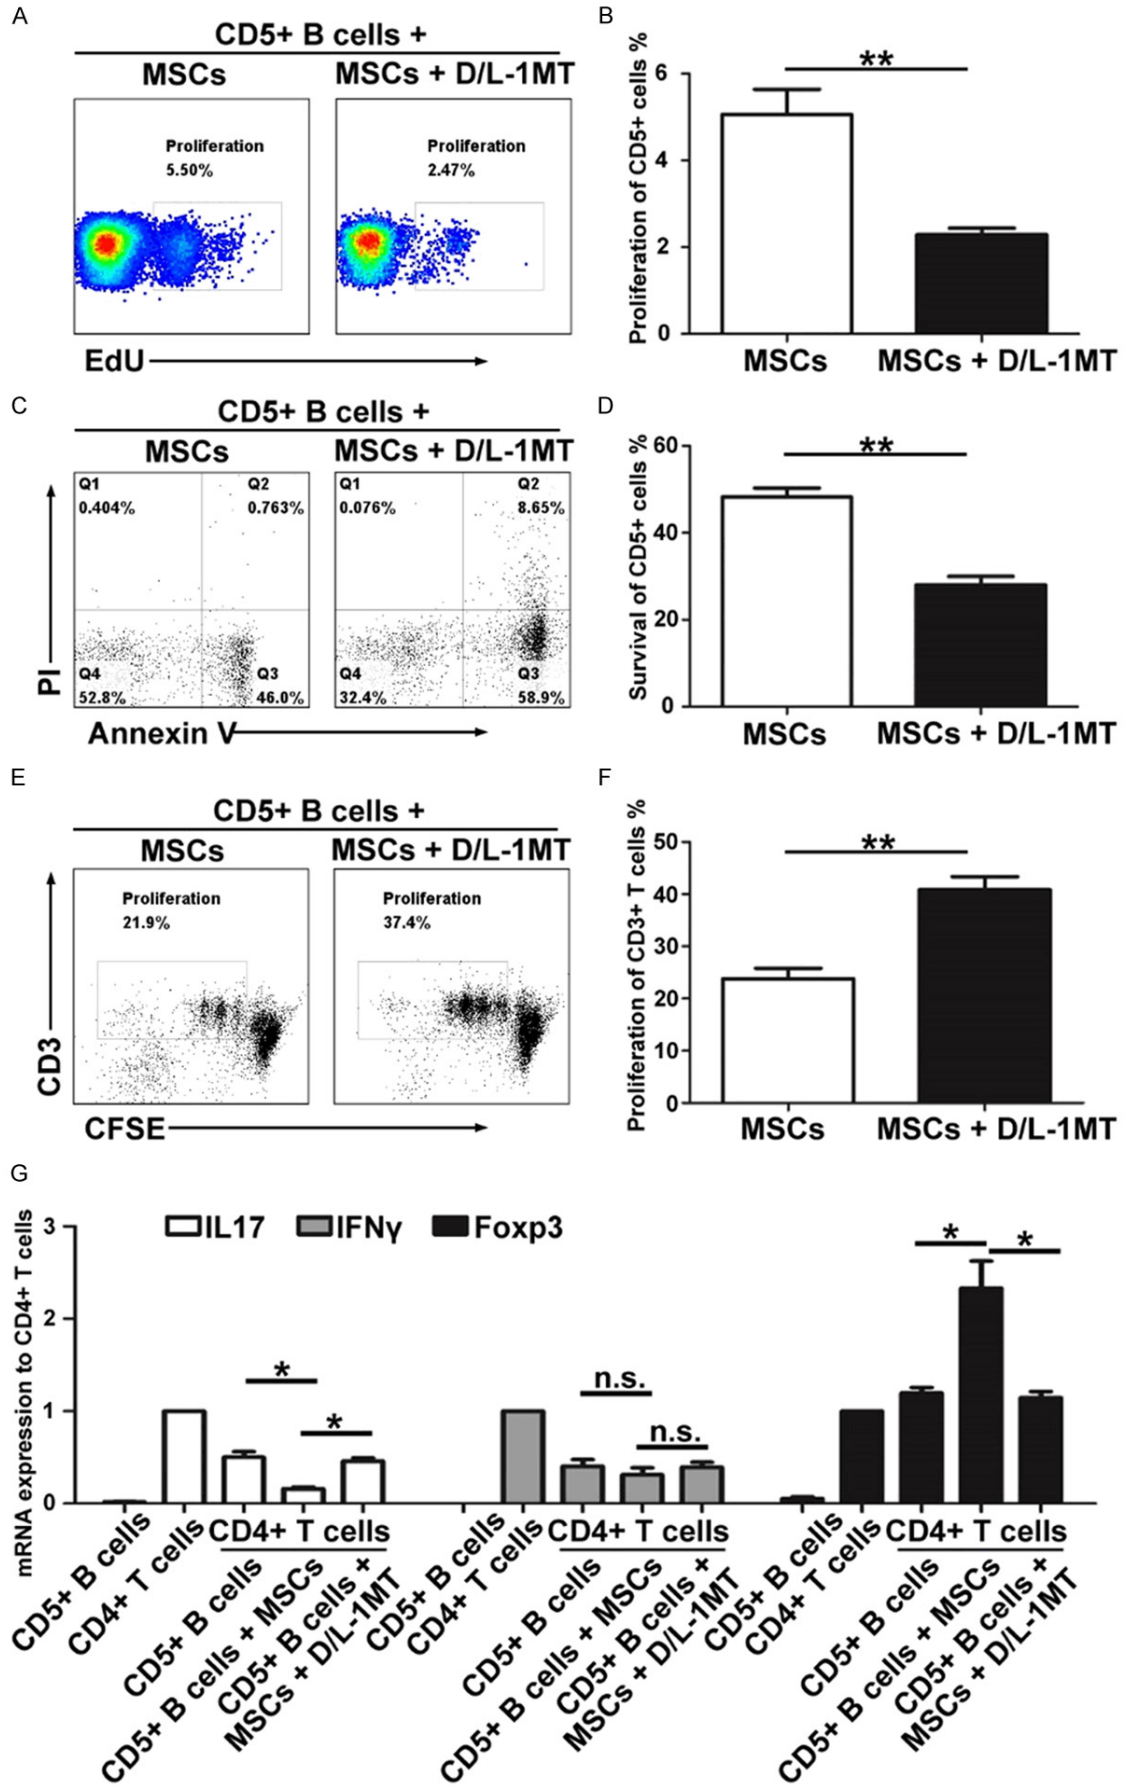 A
CD5+ B cells +
MSCs
MSCs + D/L-1MT
Proliferation
5.50%
Proliferation
2.47%
EdU
B
Proliferation of CD5+ cells %
6
4
2
0
**
MSCs
MSCs + D/L-1MT
C
CD5+ B cells +
MSCs
MSCs + D/L-1MT
Q1
0.404%
Q2
0.763%
Q4
52.8%
Q3
46.0%
Q1
0.076%
Q2
8.65%
Q4
32.4%
Q3
58.9%
PI
Annexin V
D
Survival of CD5+ cells %
60
40
20
0
**
MSCs
MSCs + D/L-1MT
E
CD5+ B cells +
MSCs
MSCs + D/L-1MT
Proliferation
21.9%
Proliferation
37.4%
CD3
CFSE
F
Proliferation of CD3+ T cells %
50
40
30
20
10
0
**
MSCs
MSCs + D/L-1MT
G
mRNA expression to CD4+ T cells
3
2
1
0
IL17
IFNγ
Foxp3
*
*
n.s.
n.s.
*
*
CD5+ B cells
CD4+ T cells
CD4+ T cells
CD5+ B cells
CD5+ B cells + MSCs
CD5+ B cells +
MSCs + D/L-1MT
CD5+ B cells
CD4+ T cells
CD4+ T cells
CD5+ B cells
CD5+ B cells + MSCs
CD5+ B cells +
MSCs + D/L-1MT
CD5+ B cells
CD4+ T cells
CD4+ T cells
CD5+ B cells
CD5+ B cells + MSCs
CD5+ B cells +
MSCs + D/L-1MT